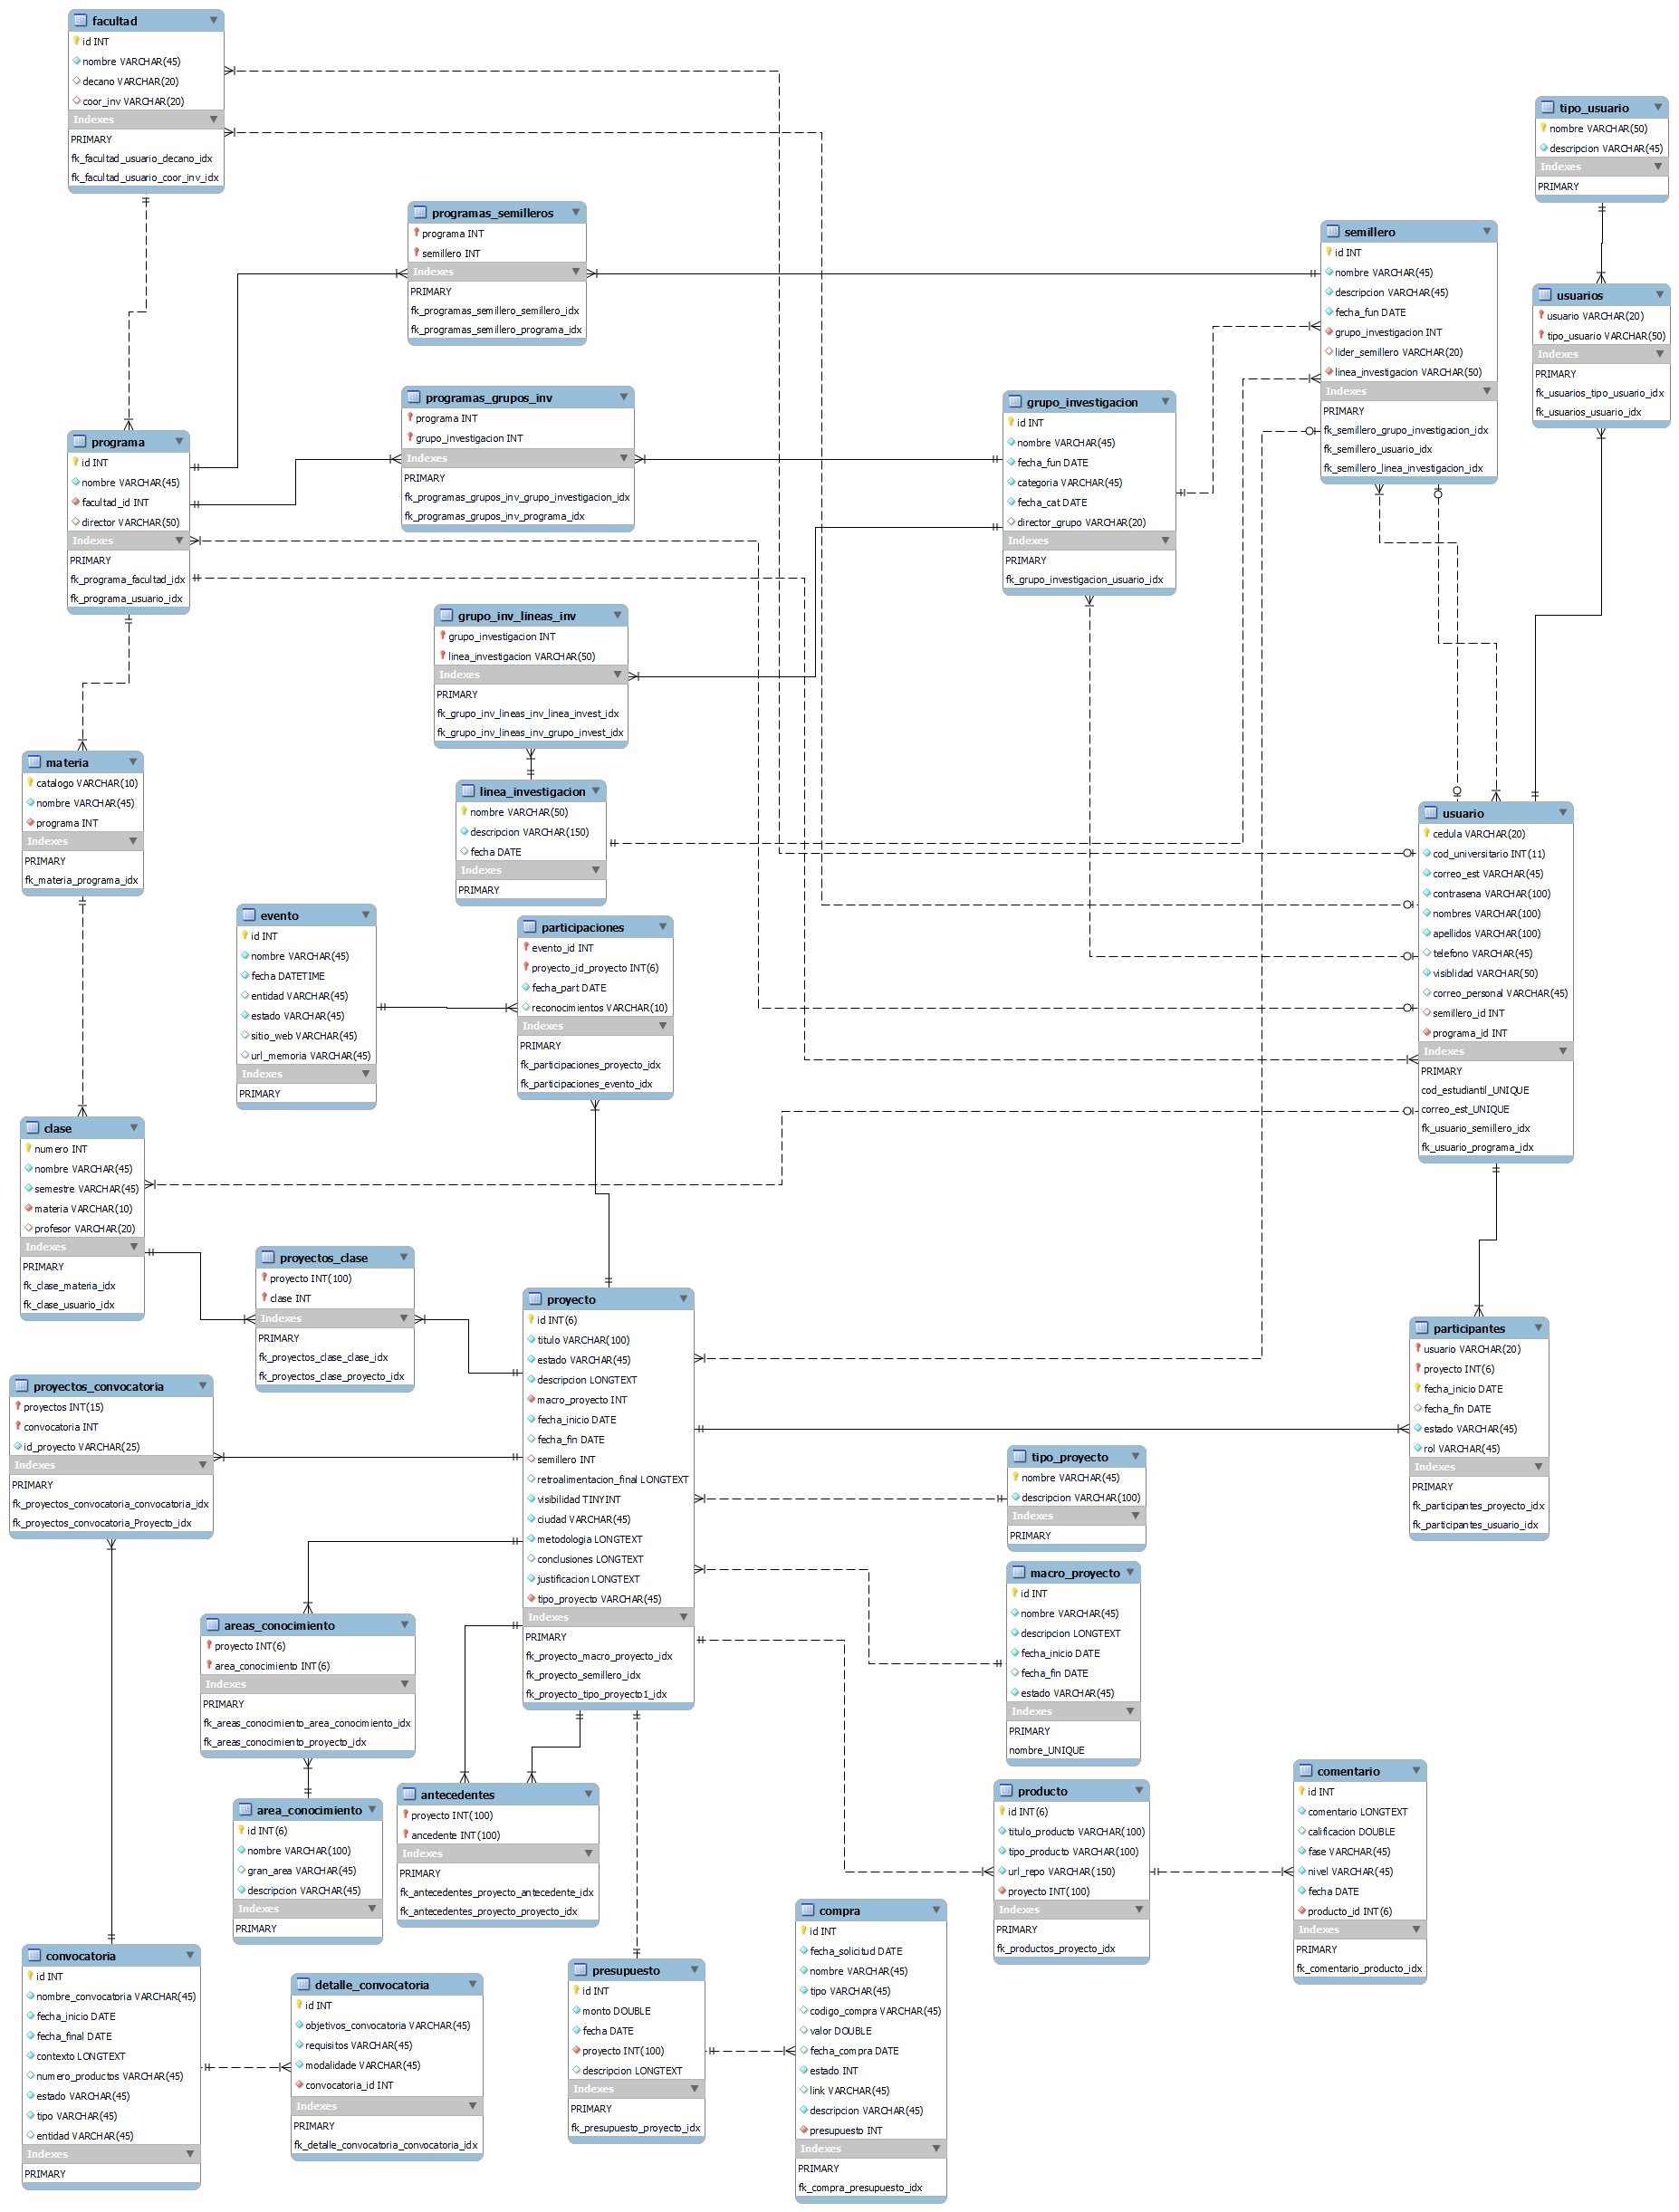 facultad
id INT
nombre VARCHAR(45)
decano VARCHAR(20)
coor_inv VARCHAR(20)
Indexes
PRIMARY
fk_facultad_usuario_decano_idx
fk_facultad_usuario_coor_inv_idx
tipo_usuario
nombre VARCHAR(50)
descripcion VARCHAR(45)
Indexes
PRIMARY
programas_semilleros
programa INT
semillero INT
Indexes
PRIMARY
fk_programas_semillero_semillero_idx
fk_programas_semillero_programa_idx
semillero
id INT
nombre VARCHAR(45)
descripcion VARCHAR(45)
fecha_fun DATE
grupo_investigacion INT
lider_semillero VARCHAR(20)
linea_investigacion VARCHAR(50)
Indexes
PRIMARY
fk_semillero_grupo_investigacion_idx
fk_semillero_usuario_idx
fk_semillero_linea_investigacion_idx
usuarios
usuario VARCHAR(20)
tipo_usuario VARCHAR(50)
Indexes
PRIMARY
fk_usuarios_tipo_usuario_idx
fk_usuarios_usuario_idx
programas_grupos_inv
programa INT
grupo_investigacion INT
Indexes
PRIMARY
fk_programas_grupos_inv_grupo_investigacion_idx
fk_programas_grupos_inv_programa_idx
grupo_investigacion
id INT
nombre VARCHAR(45)
fecha_fun DATE
categoria VARCHAR(45)
fecha_cat DATE
director_grupo VARCHAR(20)
Indexes
PRIMARY
fk_grupo_investigacion_usuario_idx
programa
id INT
nombre VARCHAR(45)
facultad_id INT
director VARCHAR(50)
Indexes
PRIMARY
fk_programa_facultad_idx
fk_programa_usuario_idx
grupo_inv_lineas_inv
grupo_investigacion INT
linea_investigacion VARCHAR(50)
Indexes
PRIMARY
fk_grupo_inv_lineas_inv_linea_invest_idx
fk_grupo_inv_lineas_inv_grupo_invest_idx
materia
catalogo VARCHAR(10)
nombre VARCHAR(45)
programa INT
Indexes
PRIMARY
fk_materia_programa_idx
linea_investigacion
nombre VARCHAR(50)
descripcion VARCHAR(150)
fecha DATE
Indexes
PRIMARY
usuario
cedula VARCHAR(20)
cod_universitario INT(11)
correo_est VARCHAR(45)
contrasena VARCHAR(100)
nombres VARCHAR(100)
apellidos VARCHAR(100)
telefono VARCHAR(45)
visiblidad VARCHAR(50)
correo_personal VARCHAR(45)
semillero_id INT
programa_id INT
Indexes
PRIMARY
cod_estudiantil_UNIQUE
correo_est_UNIQUE
fk_usuario_semillero_idx
fk_usuario_programa_idx
evento
id INT
nombre VARCHAR(45)
fecha DATETIME
entidad VARCHAR(45)
estado VARCHAR(45)
sitio_web VARCHAR(45)
url_memoria VARCHAR(45)
Indexes
PRIMARY
participaciones
evento_id INT
proyecto_id_proyecto INT(6)
fecha_part DATE
reconocimientos VARCHAR(10)
Indexes
PRIMARY
fk_participaciones_proyecto_idx
fk_participaciones_evento_idx
clase
numero INT
nombre VARCHAR(45)
semestre VARCHAR(45)
materia VARCHAR(10)
profesor VARCHAR(20)
Indexes
PRIMARY
fk_clase_materia_idx
fk_clase_usuario_idx
proyectos_clase
proyecto INT(100)
clase INT
Indexes
PRIMARY
fk_proyectos_clase_clase_idx
fk_proyectos_clase_proyecto_idx
proyecto
id INT(6)
titulo VARCHAR(100)
estado VARCHAR(45)
descripcion LONGTEXT
macro_proyecto INT
fecha_inicio DATE
fecha_fin DATE
semillero INT
retroalimentacion_final LONGTEXT
visibilidad TINYINT
ciudad VARCHAR(45)
metodologia LONGTEXT
conclusiones LONGTEXT
justificacion LONGTEXT
tipo_proyecto VARCHAR(45)
Indexes
PRIMARY
fk_proyecto_macro_proyecto_idx
fk_proyecto_semillero_idx
fk_proyecto_tipo_proyecto1_idx
participantes
usuario VARCHAR(20)
proyecto INT(6)
fecha_inicio DATE
fecha_fin DATE
estado VARCHAR(45)
rol VARCHAR(45)
Indexes
PRIMARY
fk_participantes_proyecto_idx
fk_participantes_usuario_idx
proyectos_convocatoria
proyectos INT(15)
convocatoria INT
id_proyecto VARCHAR(25)
Indexes
PRIMARY
fk_proyectos_convocatoria_convocatoria_idx
fk_proyectos_convocatoria_Proyecto_idx
tipo_proyecto
nombre VARCHAR(45)
descripcion VARCHAR(100)
Indexes
PRIMARY
macro_proyecto
id INT
nombre VARCHAR(45)
descripcion LONGTEXT
fecha_inicio DATE
fecha_fin DATE
estado VARCHAR(45)
Indexes
PRIMARY
nombre_UNIQUE
areas_conocimiento
proyecto INT(6)
area_conocimiento INT(6)
Indexes
PRIMARY
fk_areas_conocimiento_area_conocimiento_idx
fk_areas_conocimiento_proyecto_idx
area_conocimiento
id INT(6)
nombre VARCHAR(100)
gran_area VARCHAR(45)
descripcion VARCHAR(45)
Indexes
PRIMARY
antecedentes
proyecto INT(100)
ancedente INT(100)
Indexes
PRIMARY
fk_antecedentes_proyecto_antecedente_idx
fk_antecedentes_proyecto_proyecto_idx
producto
id INT(6)
titulo_producto VARCHAR(100)
tipo_producto VARCHAR(100)
url_repo VARCHAR(150)
proyecto INT(100)
Indexes
PRIMARY
fk_productos_proyecto_idx
comentario
id INT
comentario LONGTEXT
calificacion DOUBLE
fase VARCHAR(45)
nivel VARCHAR(45)
fecha DATE
producto_id INT(6)
Indexes
PRIMARY
fk_comentario_producto_idx
convocatoria
id INT
nombre_convocatoria VARCHAR(45)
fecha_inicio DATE
fecha_final DATE
contexto LONGTEXT
numero_productos VARCHAR(45)
estado VARCHAR(45)
tipo VARCHAR(45)
entidad VARCHAR(45)
Indexes
PRIMARY
detalle_convocatoria
id INT
objetivos_convocatoria VARCHAR(45)
requisitos VARCHAR(45)
modalidade VARCHAR(45)
convocatoria_id INT
Indexes
PRIMARY
fk_detalle_convocatoria_convocatoria_idx
presupuesto
id INT
monto DOUBLE
fecha DATE
proyecto INT(100)
descripcion LONGTEXT
Indexes
PRIMARY
fk_presupuesto_proyecto_idx
compra
id INT
fecha_solicitud DATE
nombre VARCHAR(45)
tipo VARCHAR(45)
codigo_compra VARCHAR(45)
valor DOUBLE
fecha_compra DATE
estado INT
link VARCHAR(45)
descripcion VARCHAR(45)
presupuesto INT
Indexes
PRIMARY
fk_compra_presupuesto_idx